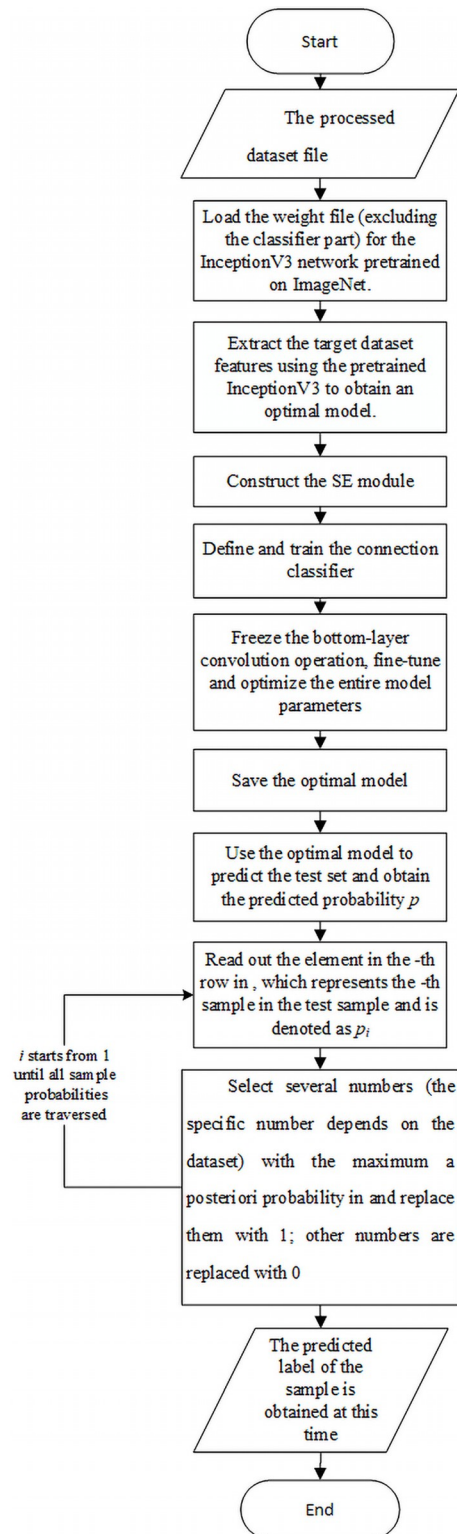 Start
The processed
dataset file
Load the weight file (excluding
the classifier part) for the
InceptionV3 network pretrained
on ImageNet.
Extract the target dataset
features using the pretrained
InceptionV3 to obtain an
optimal model.
Construct the SE module
Define and train the connection
classifier
Freeze the bottom-layer
convolution operation, fine-tune
and optimize the entire model
parameters
Save the optimal model
Use the optimal model to
predict the test set and obtain
the predicted probability p
Read out the element in the -th
row in , which represents the -th
sample in the test sample and is
denoted as pi
i starts from 1
until all sample
probabilities
are traversed
Select several numbers (the
specific number depends on the
dataset) with the maximum a
posteriori probability in and replace
them with 1; other numbers are
replaced with 0
The predicted
label of the
sample is
obtained at this
time
End